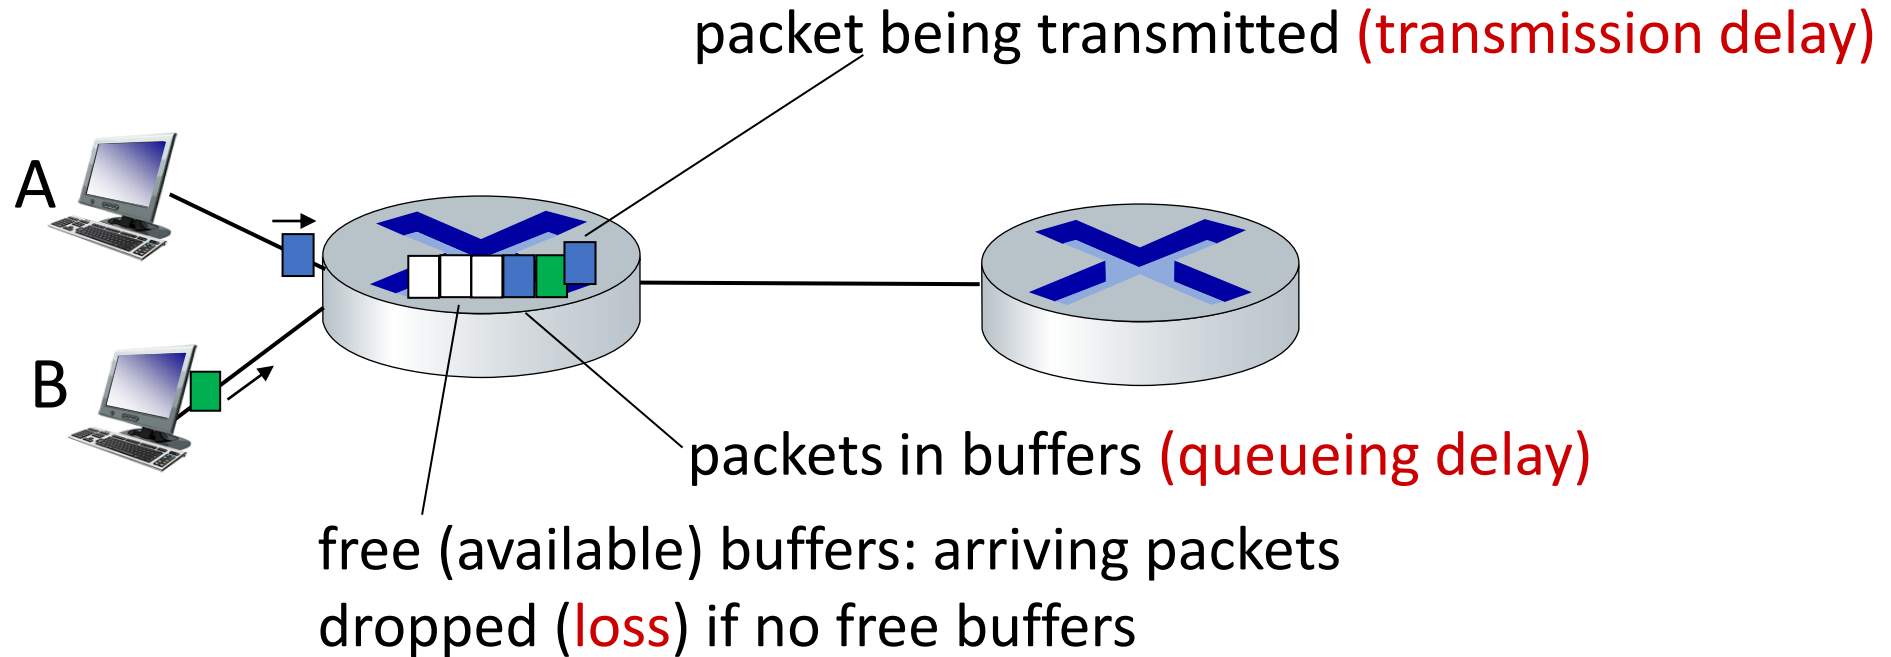 packet being transmitted (transmission delay)
A
B
packets in buffers (queueing delay)
free (available) buffers: arriving packets
dropped (loss) if no free buffers